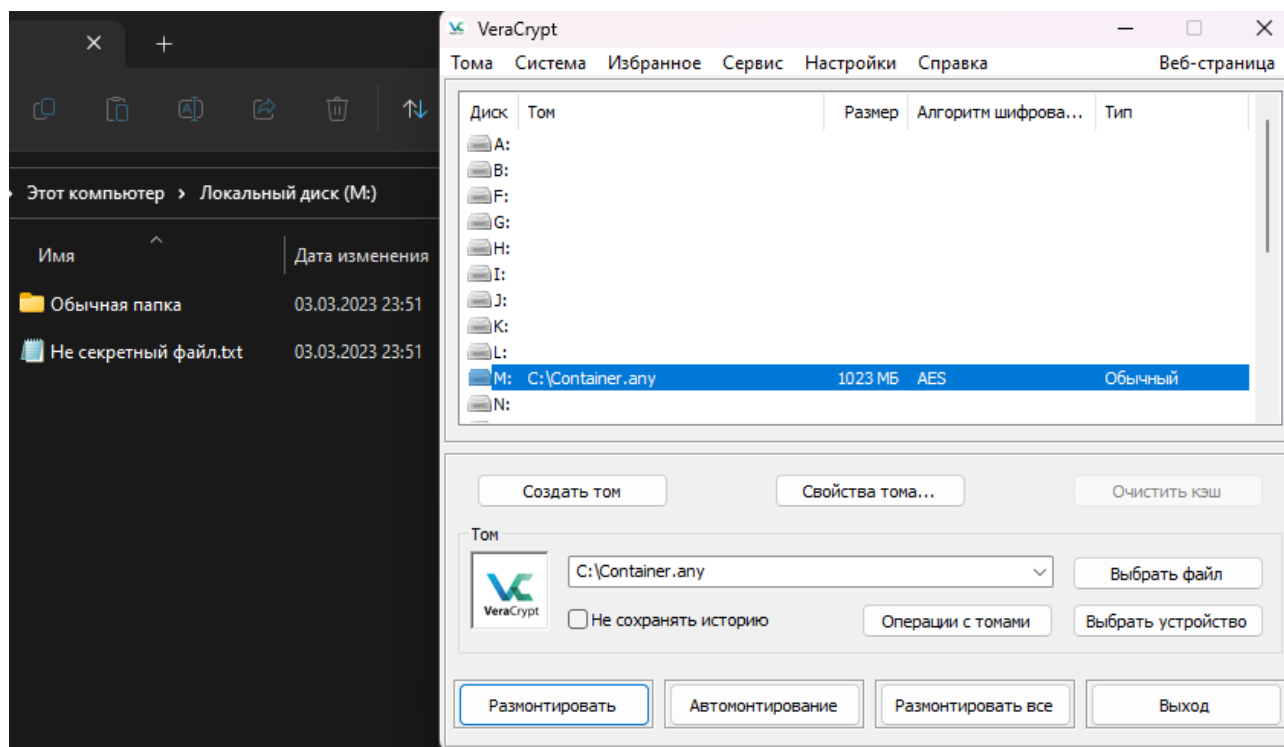 Этот компьютер > Локальный диск (M:)
Имя Дата изменения
Обычная папка 03.03.2023 23:51
Не секретный файл.txt 03.03.2023 23:51
VeraCrypt
Тома Система Избранное Сервис Настройки Справка Веб-страница
Диск Том Размер Алгоритм шифрова... Тип
A:
B:
F:
G:
H:
I:
J:
K:
L:
M: C:\Container.any 1023 МБ AES Обычный
N:
Создать том Свойства тома... Очистить кэш
Том
VeraCrypt
C:\Container.any Выбрать файл
Не сохранять историю Операции с томами Выбрать устройство
Размонтировать Автомонтирование Размонтировать все Выход